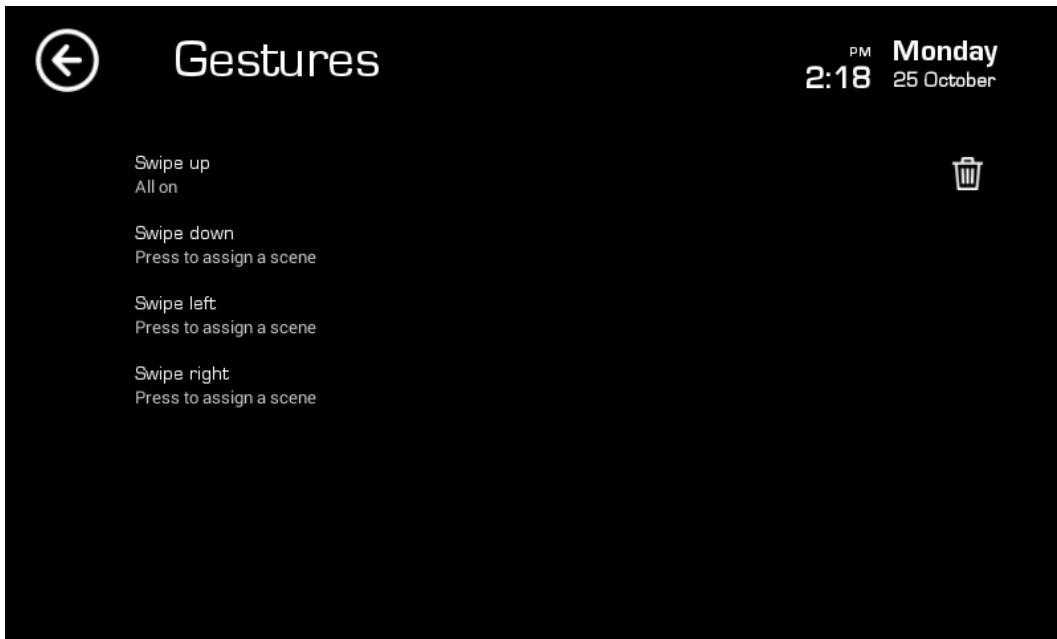 Gestures
PM
2:18
Monday
25 October
Swipe up
All on
Swipe down
Press to assign a scene
Swipe left
Press to assign a scene
Swipe right
Press to assign a scene